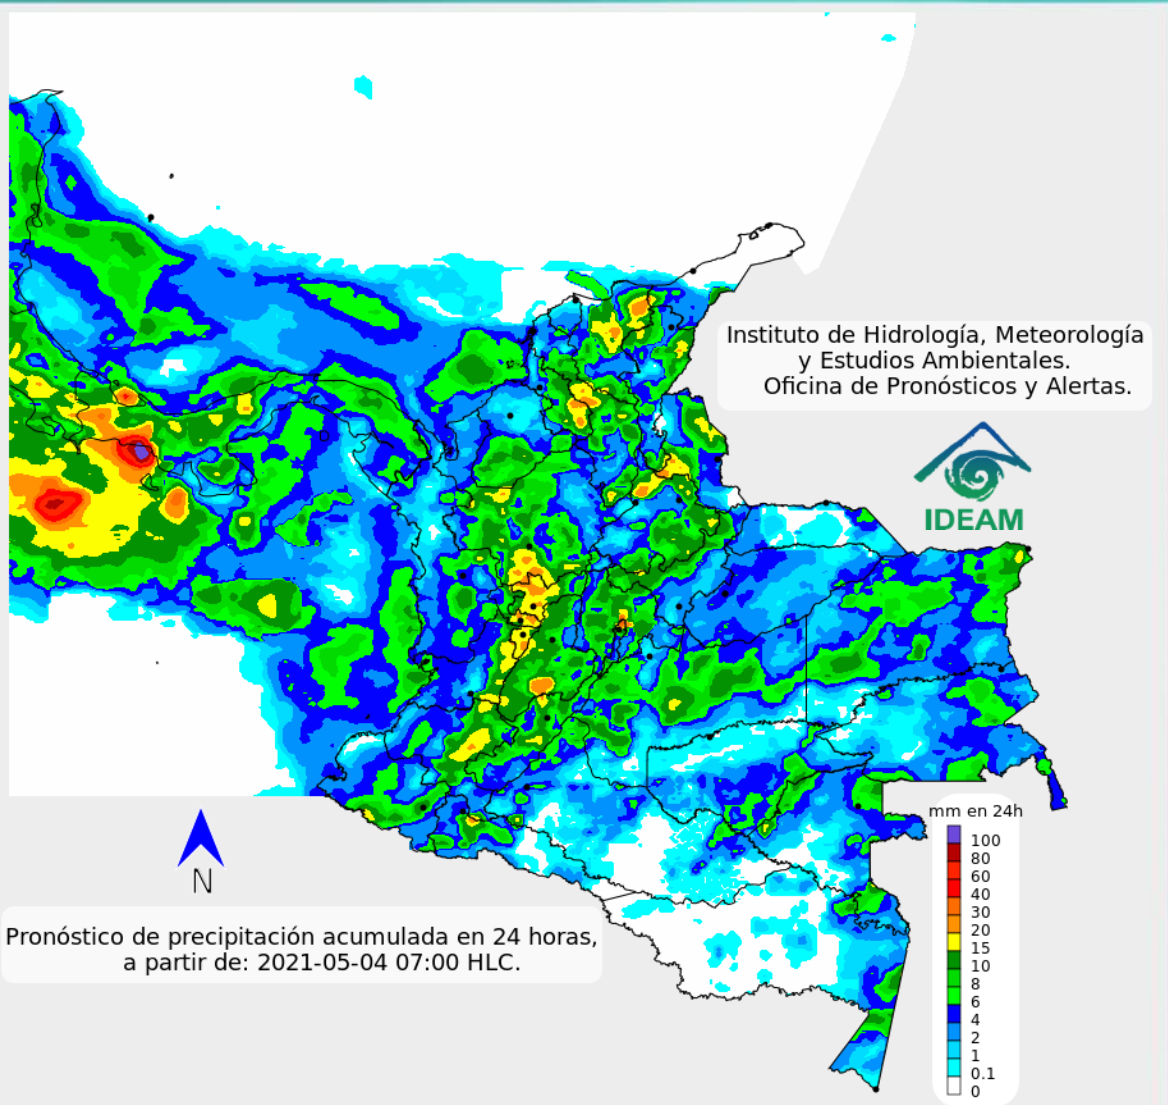 Instituto de Hidrología, Meteorología
y Estudios Ambientales.
Oficina de Pronósticos y Alertas.
IDEAM
mm en 24h
100
80
60
40
30
20
15
10
8
6
4
2
1
0.1
0
N
Pronóstico de precipitación acumulada en 24 horas,
a partir de: 2021-05-04 07:00 HLC.